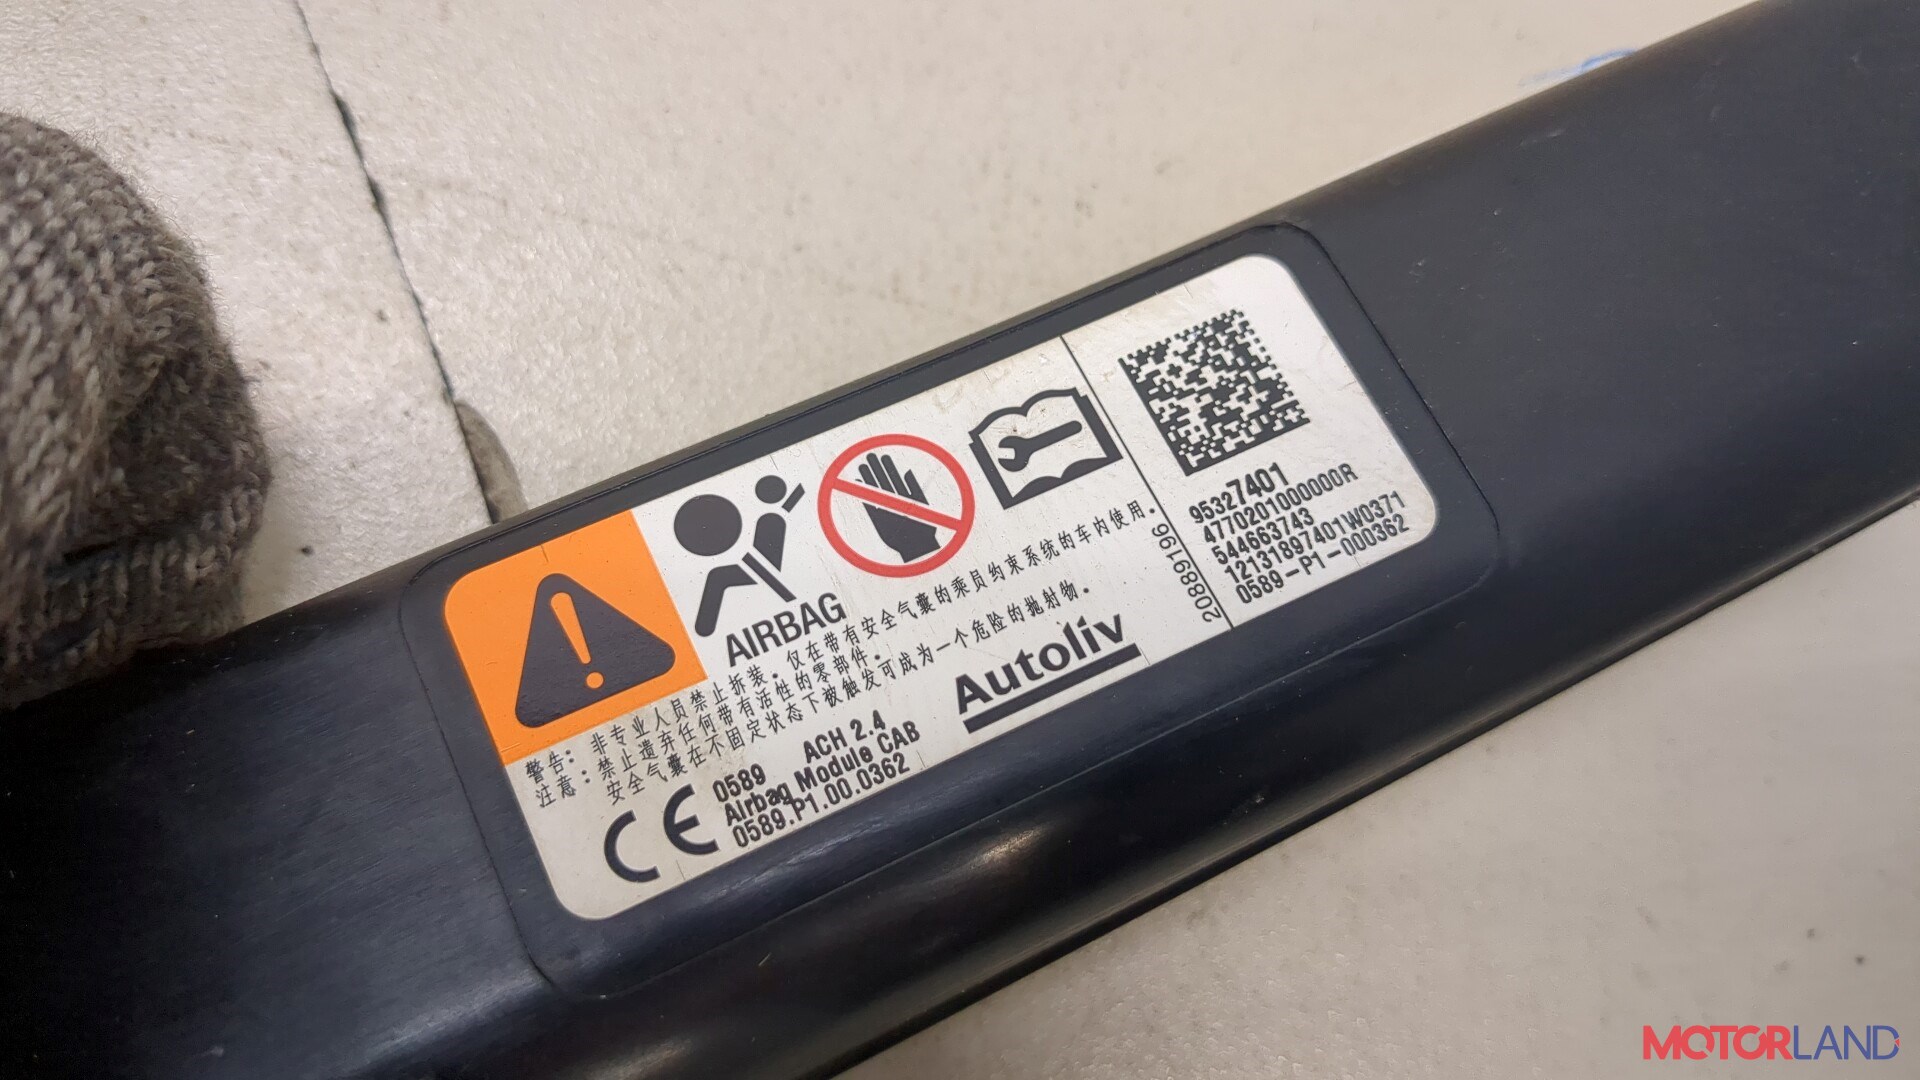 AIRBAG
警告: 非专业人员禁止拆装. 仅在带有安全气囊的乘员约束系统的车内使用.
注意: 禁止遗弃任何带有活性的零部件.
安全气囊在不固定状态下被触发可成为一个危险的抛射物.
CE
0589 ACH 2.4
Airbag Module CAB
0589.P1.00.0362
Autoliv
20889196
95327401
4770201000000R
544663743
12131897401W0371
0589-P1-000362
MOTORLAND